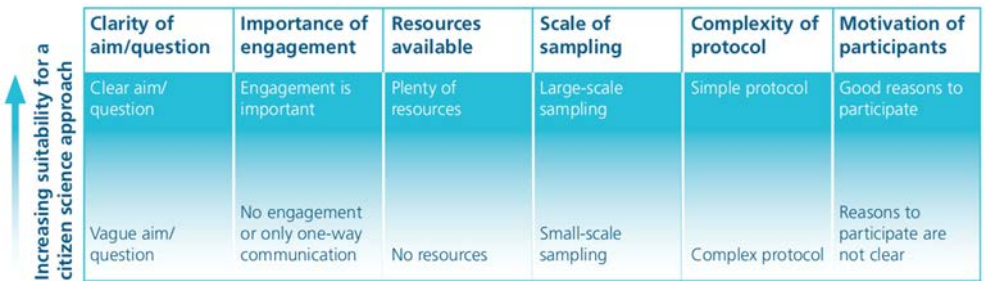 Increasing suitability for a
citizen science approach
Clarity of
aim/question
Importance of
engagement
Resources
available
Scale of
sampling
Complexity of
protocol
Motivation of
participants
Clear aim/
question
Engagement is
important
Plenty of
resources
Large-scale
sampling
Simple protocol
Good reasons to
participate
Vague aim/
question
No engagement
or only one-way
communication
No resources
Small-scale
sampling
Complex protocol
Reasons to
participate are
not clear